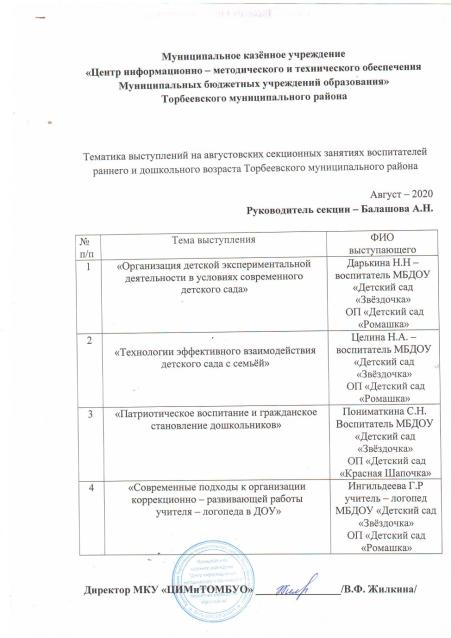 Муниципальное казённое учреждение
«Центр информационно – методического и технического обеспечения
Муниципальных бюджетных учреждений образования»
Торбеевского муниципального района
Тематика выступлений на августовских секционных занятиях воспитателей
раннего и дошкольного возраста Торбеевского муниципального района
Август – 2020
Руководитель секции – Балашова А.Н.
№
п/п
Тема выступления
ФИО
выступающего
1
«Организация детской экспериментальной
деятельности в условиях современного
детского сада»
Дарькина Н.Н –
воспитатель МБДОУ
«Детский сад
«Звёздочка»
ОП «Детский сад
«Ромашка»
2
«Технологии эффективного взаимодействия
детского сада с семьёй»
Целина Н.А. –
воспитатель МБДОУ
«Детский сад
«Звёздочка»
ОП «Детский сад
«Ромашка»
3
«Патриотическое воспитание и гражданское
становление дошкольников»
Пониматкина С.Н.
Воспитатель МБДОУ
«Детский сад
«Звёздочка»
ОП «Детский сад
«Красная Шапочка»
4
«Современные подходы к организации
коррекционно – развивающей работы
учителя – логопеда в ДОУ»
Ингильдеева Г.Р
учитель – логопед
МБДОУ «Детский сад
«Звёздочка»
ОП «Детский сад
«Ромашка»
Директор МКУ «ЦИМиТОМБУО» /В.Ф. Жилкина/